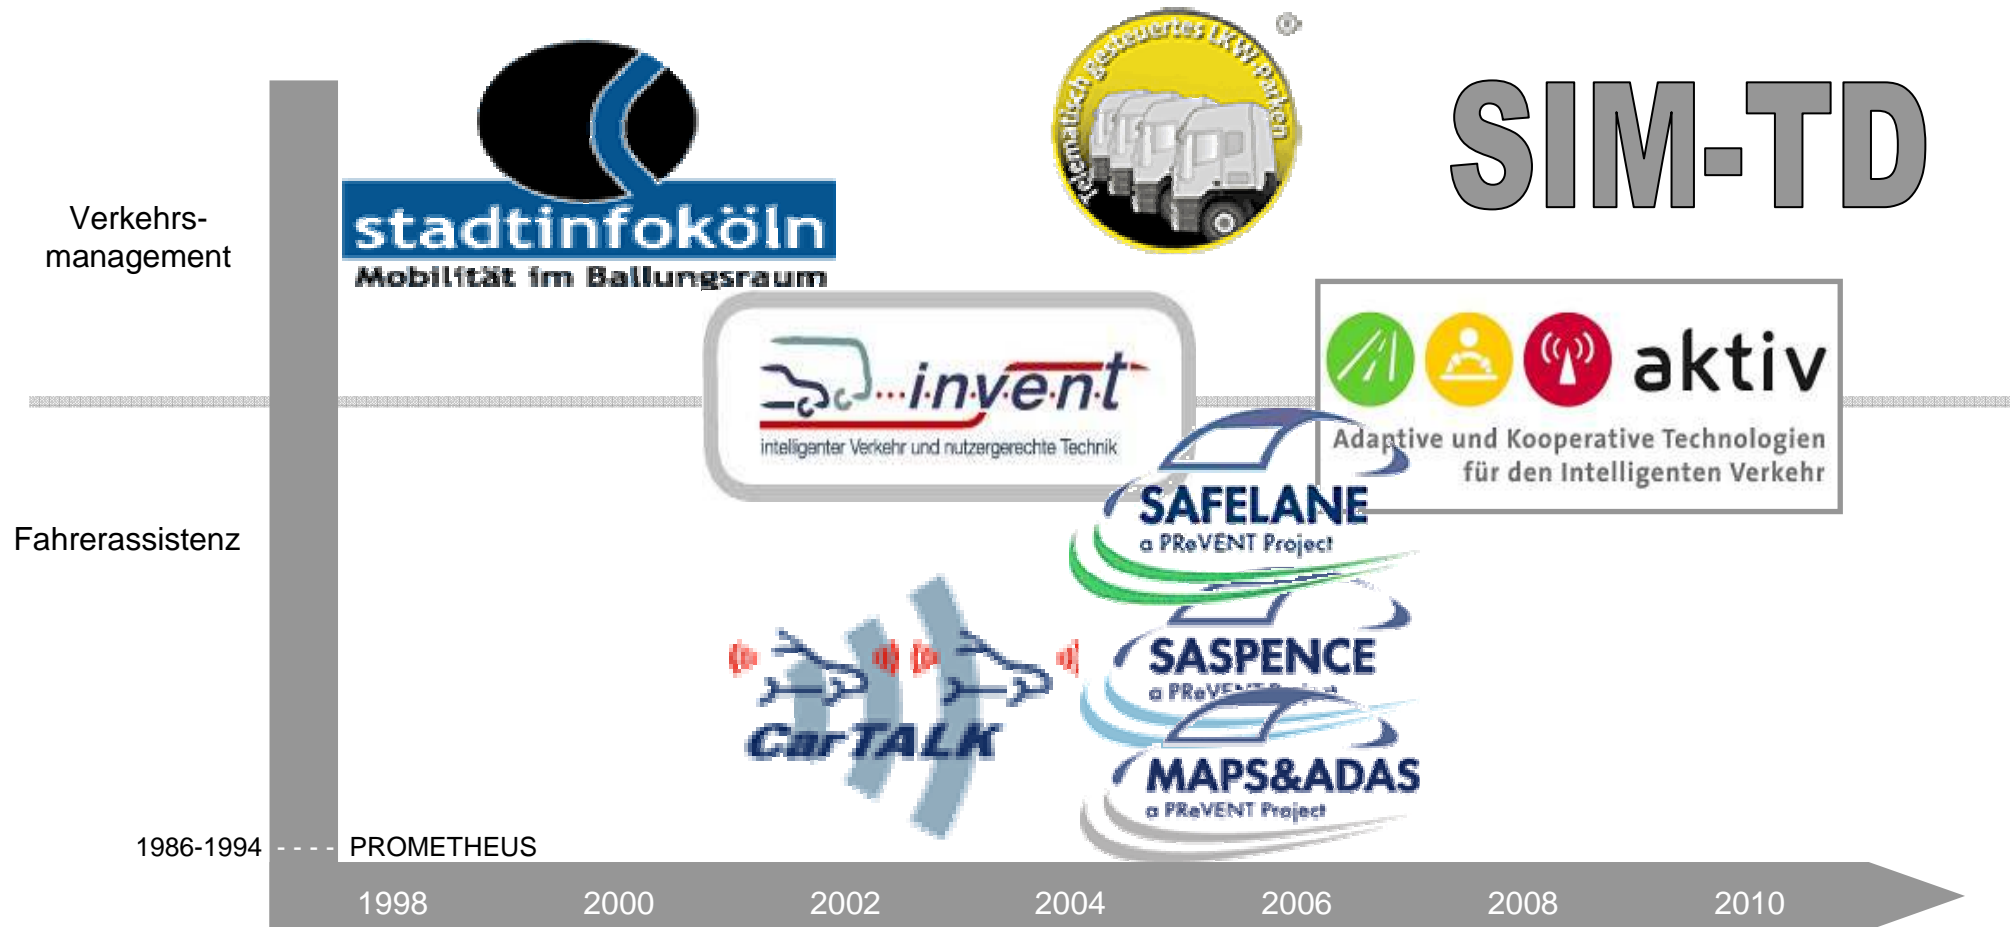 Telematisch gesteuertes LKW-Parken
®
SIM-TD
Verkehrs-
management
stadtinfoköln
Mobilität im Ballungsraum
...i·n·v·e·n·t
intelligenter Verkehr und nutzergerechte Technik
aktiv
Adaptive und Kooperative Technologien
für den Intelligenten Verkehr
Fahrerassistenz
SAFELANE
a PReVENT Project
SASPENCE
a PReVENT Project
CarTALK
MAPS&ADAS
a PReVENT Project
1986-1994 - - - - PROMETHEUS
1998 2000 2002 2004 2006 2008 2010